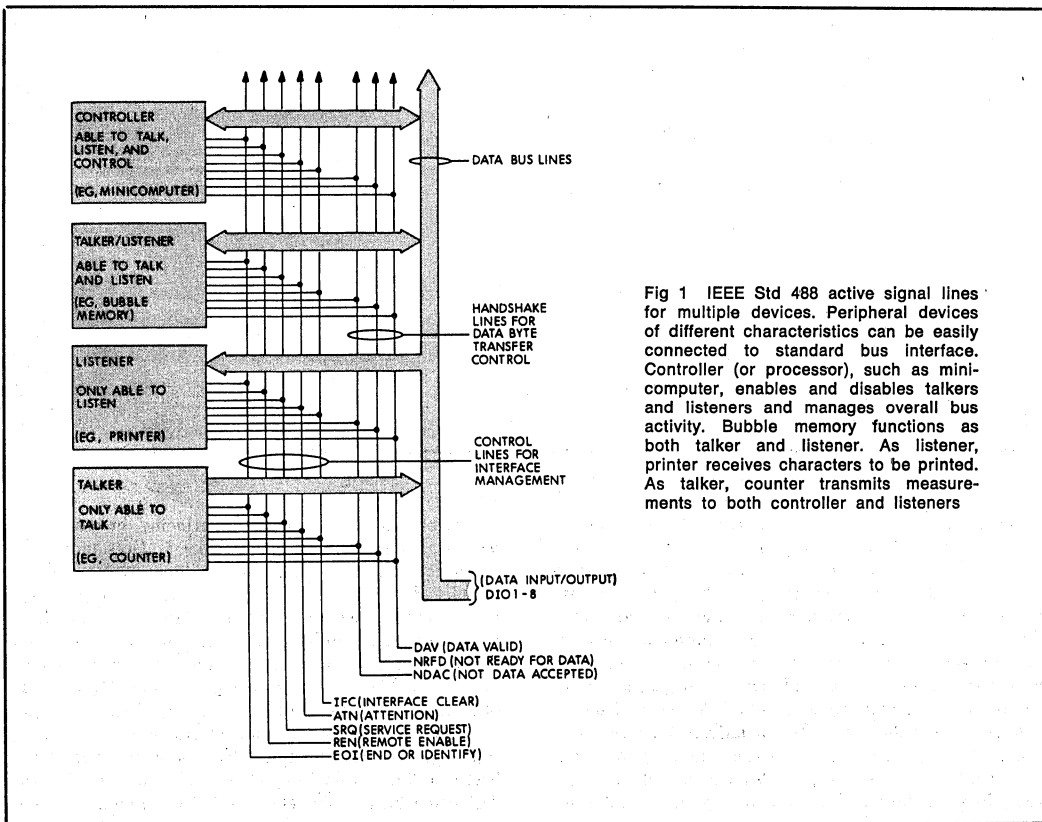 CONTROLLER
ABLE TO TALK,
LISTEN, AND
CONTROL
(EG, MINICOMPUTER)
TALKER/LISTENER
ABLE TO TALK
AND LISTEN
(EG, BUBBLE
MEMORY)
LISTENER
ONLY ABLE TO
LISTEN
(EG, PRINTER)
TALKER
ONLY ABLE TO
TALK
(EG, COUNTER)
DATA BUS LINES
HANDSHAKE
LINES FOR
DATA BYTE
TRANSFER
CONTROL
CONTROL
LINES FOR
INTERFACE
MANAGEMENT
(DATA INPUT/OUTPUT)
DIO1-8
DAV (DATA VALID)
NRFD (NOT READY FOR DATA)
NDAC (NOT DATA ACCEPTED)
IFC (INTERFACE CLEAR)
ATN (ATTENTION)
SRQ (SERVICE REQUEST)
REN (REMOTE ENABLE)
EOI (END OR IDENTIFY)
Fig 1 IEEE Std 488 active signal lines
for multiple devices. Peripheral devices
of different characteristics can be easily
connected to standard bus interface.
Controller (or processor), such as mini-
computer, enables and disables talkers
and listeners and manages overall bus
activity. Bubble memory functions as
both talker and listener. As listener,
printer receives characters to be printed.
As talker, counter transmits measure-
ments to both controller and listeners